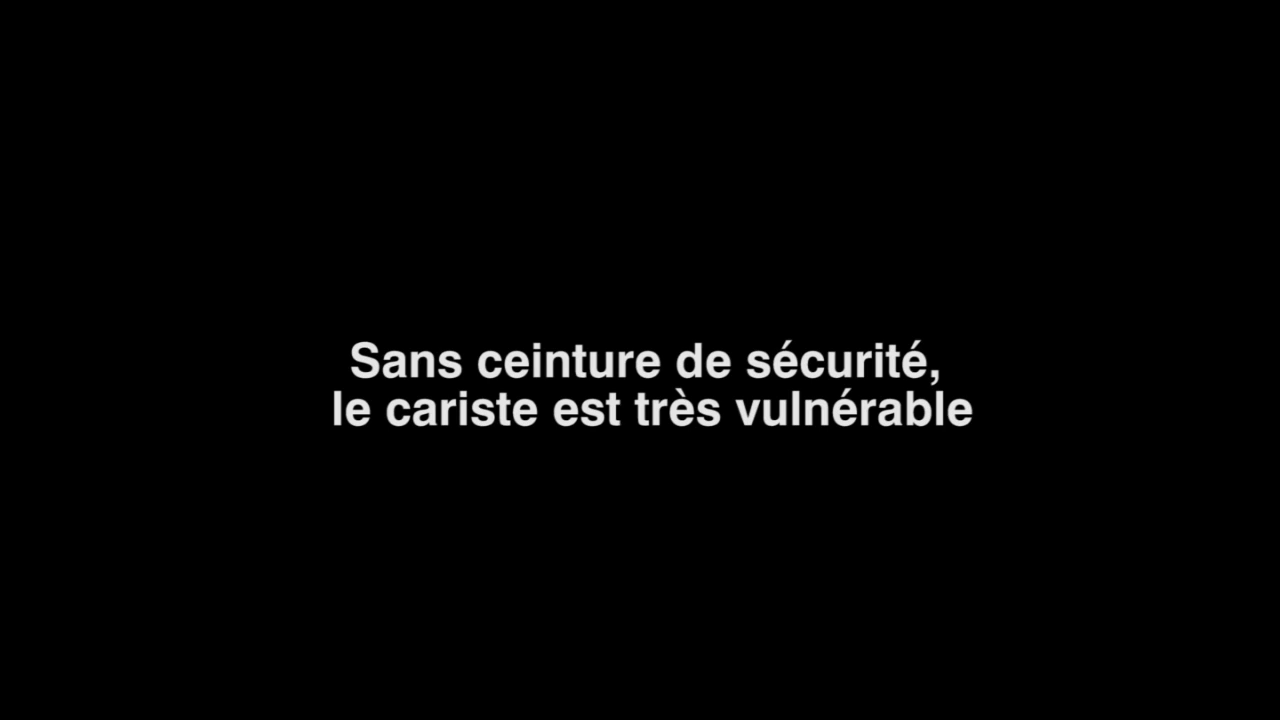 Sans ceinture de sécurité,
le cariste est très vulnérable